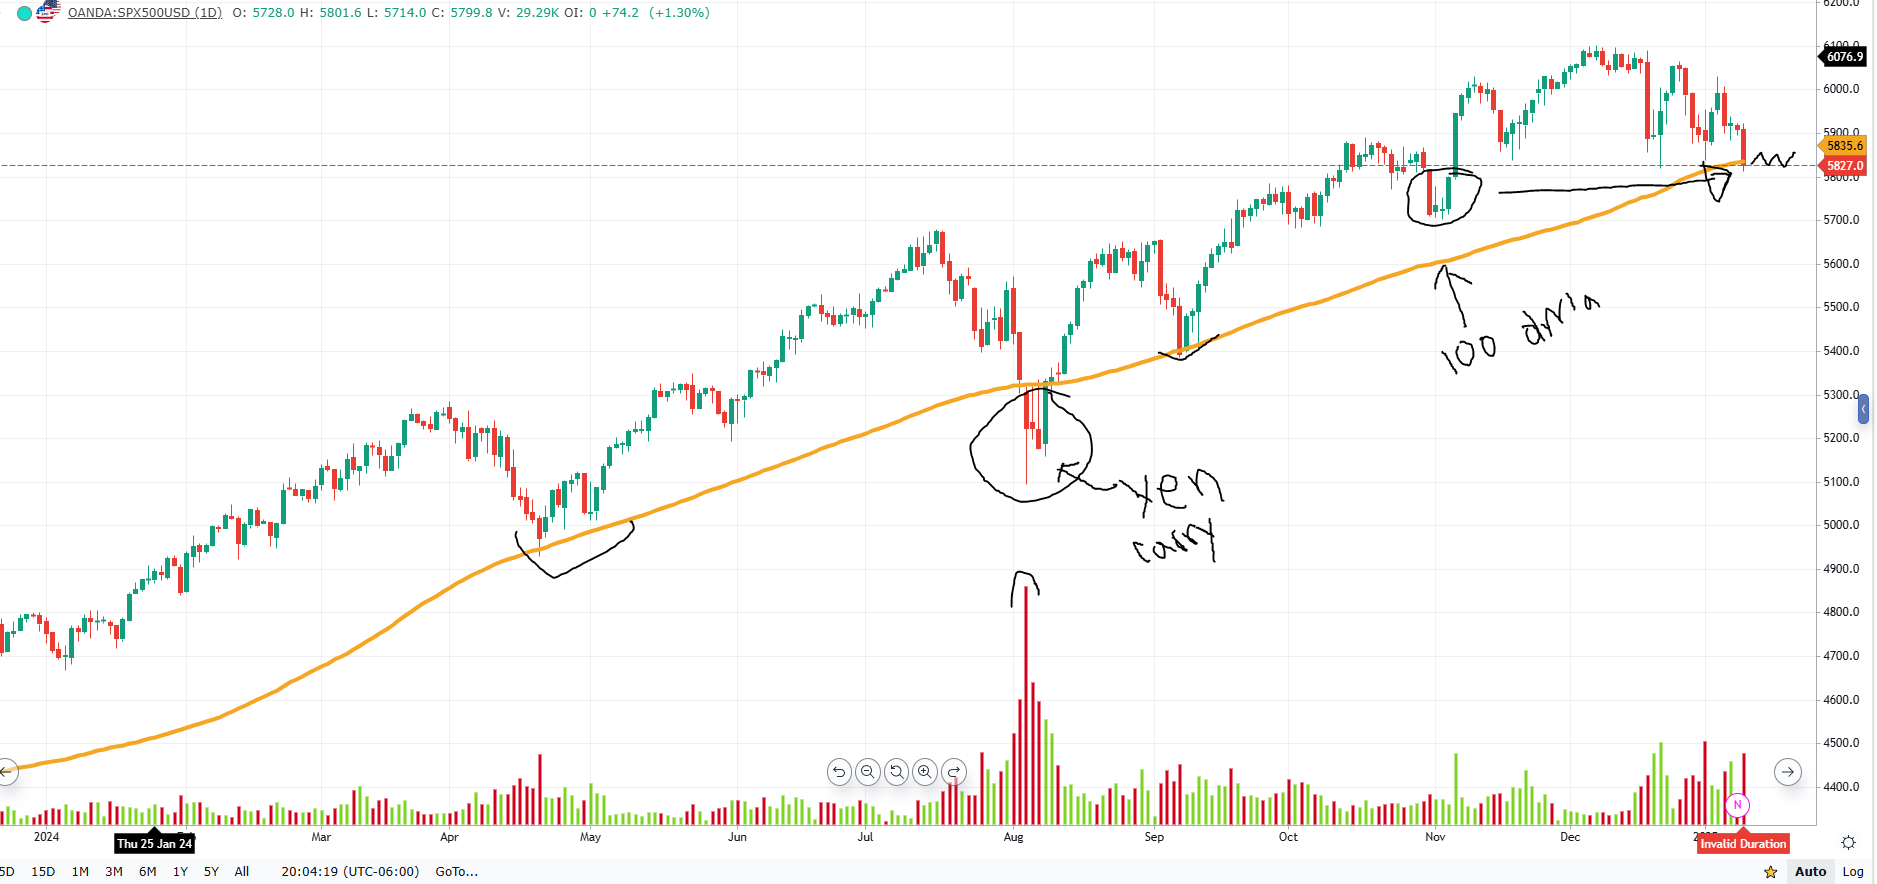 OANDA:SPX500USD (1D) O: 5728.0 H: 5801.6 L: 5714.0 C: 5799.8 V: 29.29K OI: 0 +74.2 (+1.30%)
6200.0
6100.0
6076.9
6000.0
5900.0
5835.6
5827.0
5800.0
5700.0
5600.0
5500.0
5400.0
5300.0
5200.0
5100.0
5000.0
4900.0
4800.0
4700.0
4600.0
4500.0
4400.0
100 dma
yen
carry
N
2024 Feb Mar Apr May Jun Jul Aug Sep Oct Nov Dec 2025
Thu 25 Jan 24
Invalid Duration
5D 15D 1M 3M 6M 1Y 5Y All 20:04:19 (UTC-06:00) GoTo... Auto Log